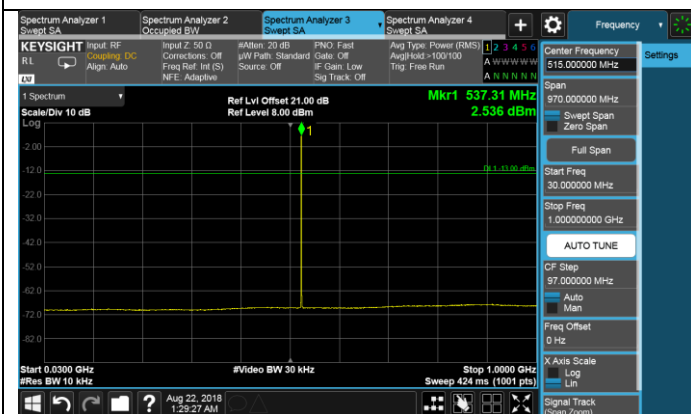 Spectrum Analyzer 1
Swept SA
Spectrum Analyzer 2
Occupied BW
Spectrum Analyzer 3
Swept SA
Spectrum Analyzer 4
Swept SA
+
Frequency
KEYSIGHT
RL
Input: RF
Coupling: DC
Align: Auto
Input Z: 50 Ω
Corrections: Off
Freq Ref: Int (S)
NFE: Adaptive
#Atten: 20 dB
µW Path: Standard
Source: Off
PNO: Fast
Gate: Off
IF Gain: Low
Sig Track: Off
Avg Type: Power (RMS)
Avg|Hold:>100/100
Trig: Free Run
1 2 3 4 5 6
A W W W W W
A N N N N N
1 Spectrum
Scale/Div 10 dB
Log
Ref Lvl Offset 21.00 dB
Ref Level 8.00 dBm
Mkr1 537.31 MHz
2.536 dBm
1
DL1 -13.00 dBm
-2.00
-12.0
-22.0
-32.0
-42.0
-52.0
-62.0
-72.0
-82.0
Start 0.0300 GHz
#Res BW 10 kHz
#Video BW 30 kHz
Stop 1.0000 GHz
Sweep 424 ms (1001 pts)
?
Aug 22, 2018
1:29:27 AM
Center Frequency
515.000000 MHz
Settings
Span
970.000000 MHz
Swept Span
Zero Span
Full Span
Start Freq
30.000000 MHz
Stop Freq
1.000000000 GHz
AUTO TUNE
CF Step
97.000000 MHz
Auto
Man
Freq Offset
0 Hz
X Axis Scale
Log
Lin
Signal Track
(Span Zoom)